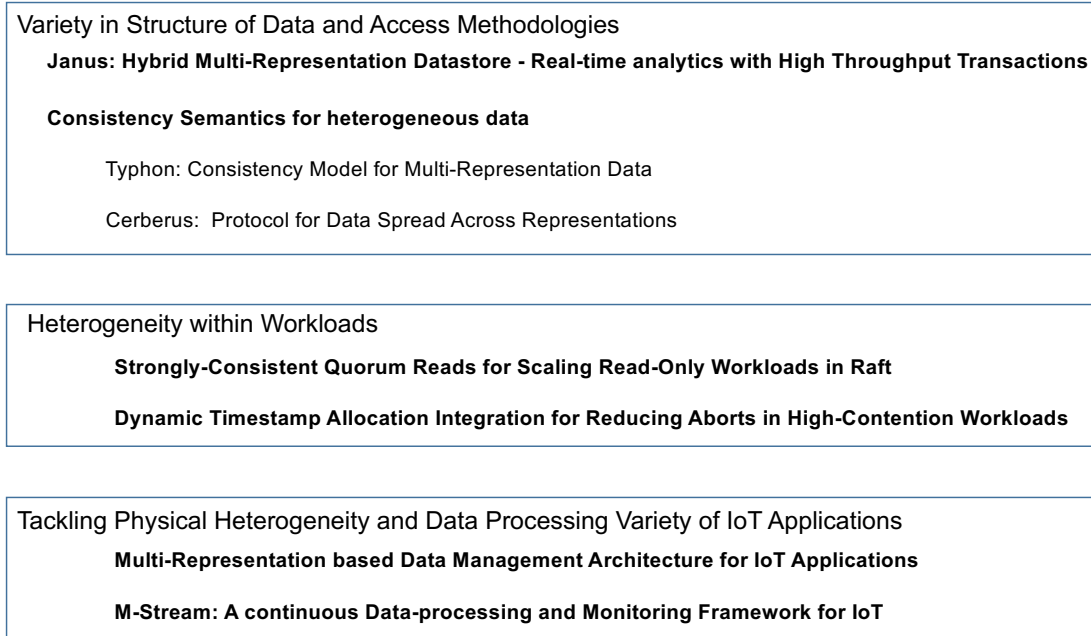 Variety in Structure of Data and Access Methodologies
Janus: Hybrid Multi-Representation Datastore - Real-time analytics with High Throughput Transactions
Consistency Semantics for heterogeneous data
Typhon: Consistency Model for Multi-Representation Data
Cerberus: Protocol for Data Spread Across Representations
Heterogeneity within Workloads
Strongly-Consistent Quorum Reads for Scaling Read-Only Workloads in Raft
Dynamic Timestamp Allocation Integration for Reducing Aborts in High-Contention Workloads
Tackling Physical Heterogeneity and Data Processing Variety of IoT Applications
Multi-Representation based Data Management Architecture for IoT Applications
M-Stream: A continuous Data-processing and Monitoring Framework for IoT